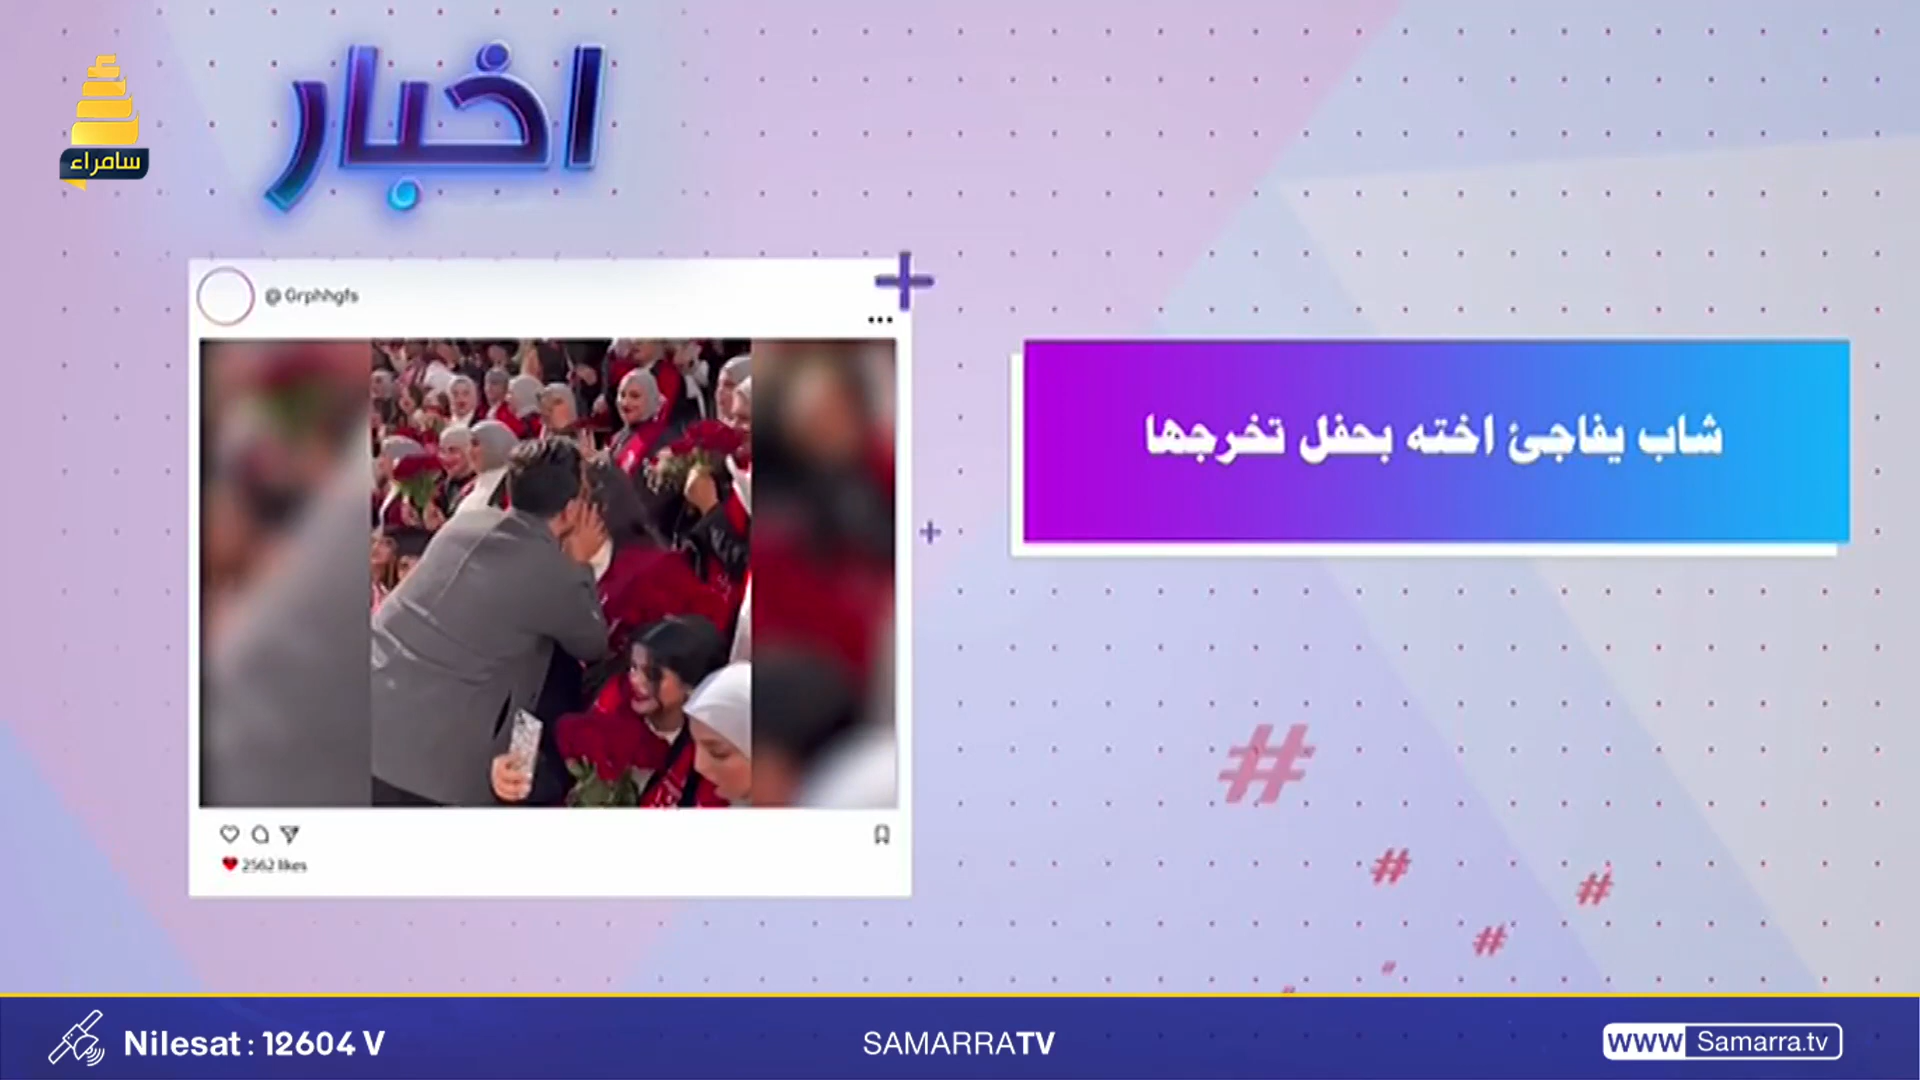 اخبار
سامراء
@ Grphhgfs
شاب يفاجئ اخته بحفل تخرجها
2562 likes
Nilesat : 12604 V
SAMARRATV
www Samarra.tv